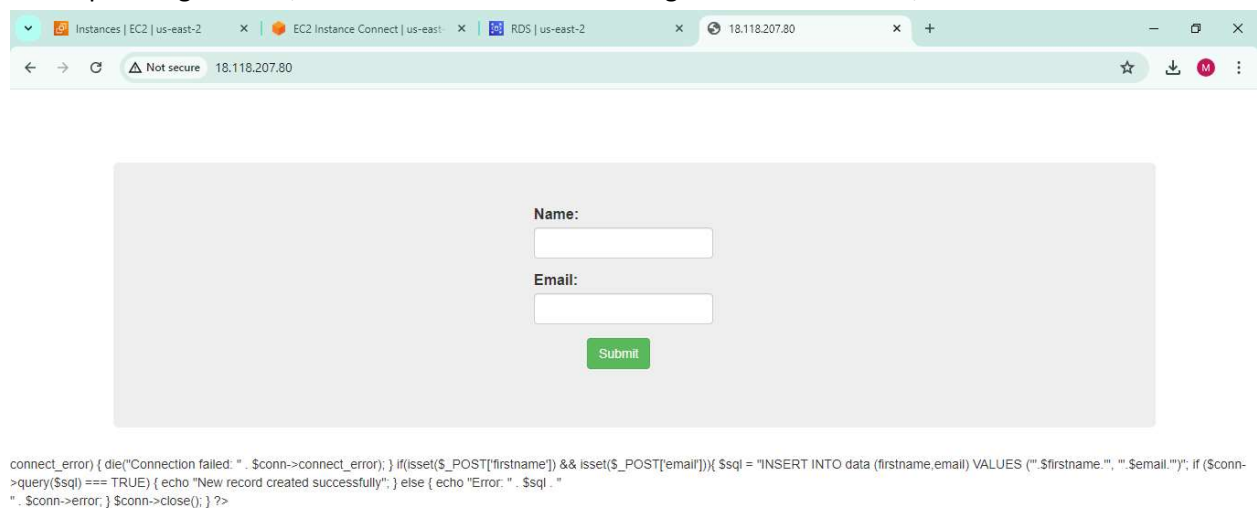 Instances | EC2 | us-east-2
EC2 Instance Connect | us-east-
RDS | us-east-2
18.118.207.80
Not secure 18.118.207.80
M
Name:
Email:
Submit
connect_error) { die("Connection failed: " . $conn->connect_error); } if(isset($_POST['firstname']) && isset($_POST['email'])){ $sql = "INSERT INTO data (firstname,email) VALUES ('".$firstname."', '".$email."')"; if ($conn-
>query($sql) === TRUE) { echo "New record created successfully"; } else { echo "Error: " . $sql . "
" . $conn->error; } $conn->close(); } ?>